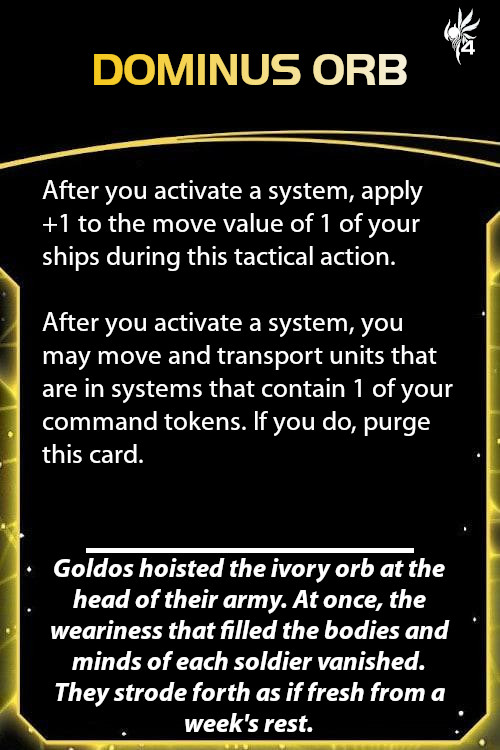 4
DOMINUS ORB
After you activate a system, apply
+1 to the move value of 1 of your
ships during this tactical action.
After you activate a system, you
may move and transport units that
are in systems that contain 1 of your
command tokens. If you do, purge
this card.
Goldos hoisted the ivory orb at the
head of their army. At once, the
weariness that filled the bodies and
minds of each soldier vanished.
They strode forth as if fresh from a
week's rest.